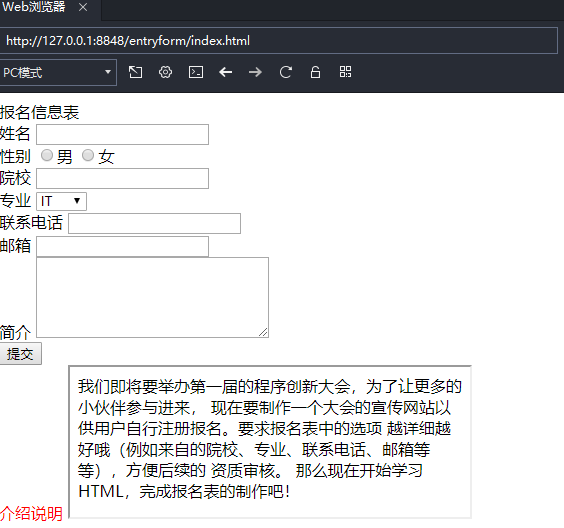 Web浏览器
http://127.0.0.1:8848/entryform/index.html
PC模式
报名信息表
姓名
性别 男 女
院校
专业 IT
联系电话
邮箱
简介
提交
我们即将要举办第一届的程序创新大会，为了让更多的
小伙伴参与进来， 现在要制作一个大会的宣传网站以
供用户自行注册报名。要求报名表中的选项 越详细越
好哦（例如来自的院校、专业、联系电话、邮箱等
等），方便后续的 资质审核。 那么现在开始学习
HTML，完成报名表的制作吧！
介绍说明